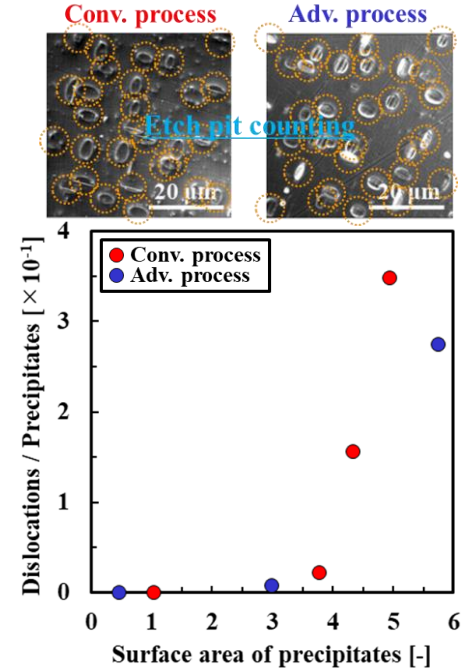 Conv. process
Adv. process
Etch pit counting
20 μm
20 μm
Dislocations / Precipitates [×10-1]
4
3
2
1
0
Conv. process
Adv. process
0 1 2 3 4 5 6
Surface area of precipitates [-]